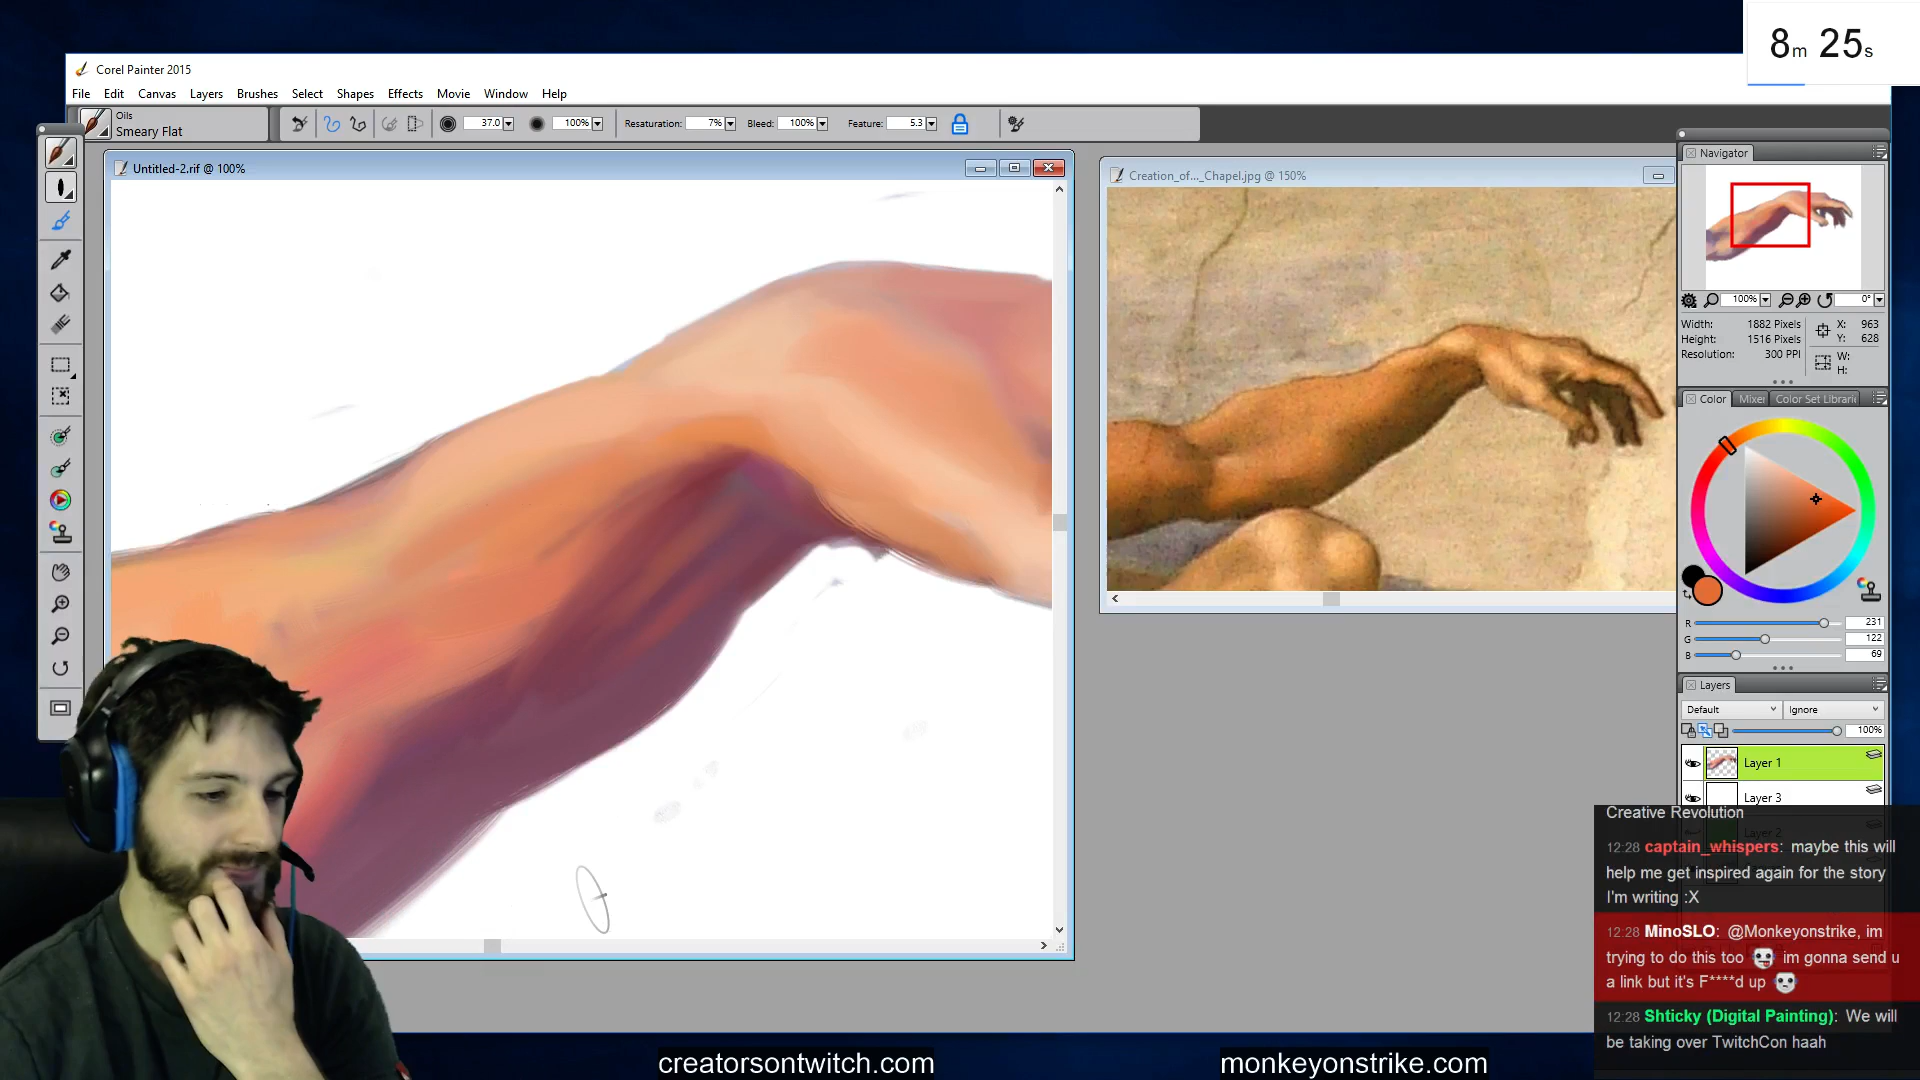 8m 25s
Corel Painter 2015
File Edit Canvas Layers Brushes Select Shapes Effects Movie Window Help
Oils
Smeary Flat
37.0 100% Resaturation: 7% Bleed: 100% Feature: 5.3
Untitled-2.rif @ 100%
Creation_of..._Chapel.jpg @ 150%
Navigator
100% 0°
Width: 1882 Pixels
Height: 1516 Pixels
Resolution: 300 PPI
X: 963
Y: 628
W:
H:
Color Mixer Color Set Librari
R 231
G 122
B 69
Layers
Default Ignore
100%
Layer 1
Layer 3
Layer 2
Creative Revolution
12:28 captain_whispers: maybe this will
help me get inspired again for the story
I'm writing :X
12:28 MinoSLO: @Monkeyonstrike, im
trying to do this too im gonna send u
a link but it's F****d up
12:28 Shticky (Digital Painting): We will
be taking over TwitchCon haah
creatorsontwitch.com
monkeyonstrike.com